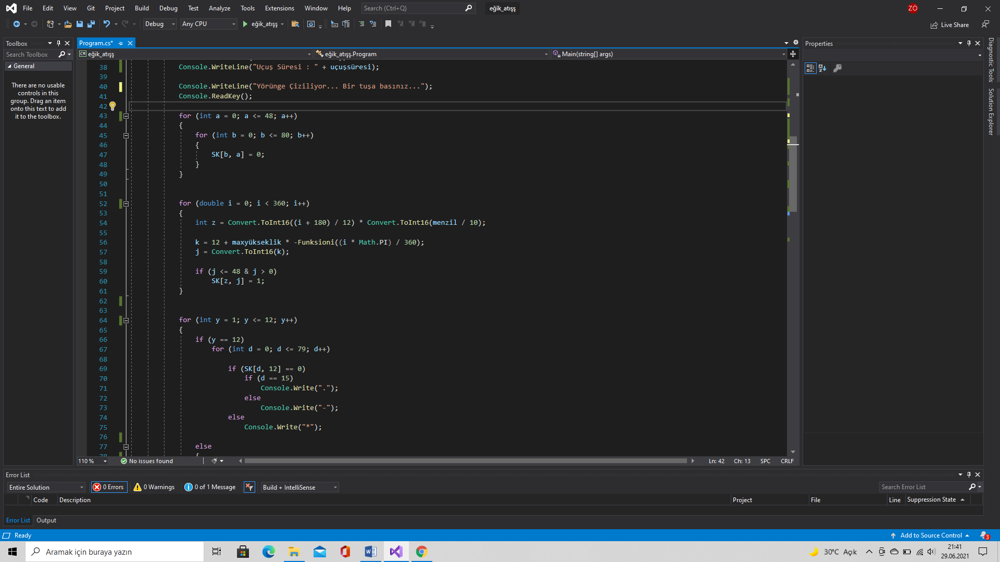 File Edit View Git Project Build Debug Test Analyze Tools Extensions Window Help Search (Ctrl+Q) eğik_atışş ZÖ
Debug Any CPU eğik_atışş Live Share
Toolbox
Search Toolbox
General
There are no usable
controls in this
group. Drag an item
onto this text to add
it to the toolbox.
Program.cs*
C# eğik_atışş eğik_atışş.Program Main(string[] args)
38 Console.WriteLine("Uçuş Süresi : " + uçuşsüresi);
39
40 Console.WriteLine("Yörünge Çiziliyor... Bir tuşa basınız...");
41 Console.ReadKey();
42
43 for (int a = 0; a <= 48; a++)
44 {
45 for (int b = 0; b <= 80; b++)
46 {
47 SK[b, a] = 0;
48 }
49 }
50
51
52 for (double i = 0; i < 360; i++)
53 {
54 int z = Convert.ToInt16((i + 180) / 12) * Convert.ToInt16(menzil / 10);
55
56 k = 12 + maxyükseklik * -Funksioni((i * Math.PI) / 360);
57 j = Convert.ToInt16(k);
58
59 if (j <= 48 & j > 0)
60 SK[z, j] = 1;
61 }
62
63
64 for (int y = 1; y <= 12; y++)
65 {
66 if (y == 12)
67 for (int d = 0; d <= 79; d++)
68
69 if (SK[d, 12] == 0)
70 if (d == 15)
71 Console.Write(".");
72 else
73 Console.Write("-");
74 else
75 Console.Write("*");
76
77 else
78 {
110 % No issues found Ln: 42 Ch: 13 SPC CRLF
Properties
Diagnostic Tools
Solution Explorer
Error List
Entire Solution 0 Errors 0 Warnings 0 of 1 Message Build + IntelliSense Search Error List
Code Description Project File Line Suppression State
Error List Output
Ready Add to Source Control 3
Aramak için buraya yazın 30°C Açık 21:41
29.06.2021